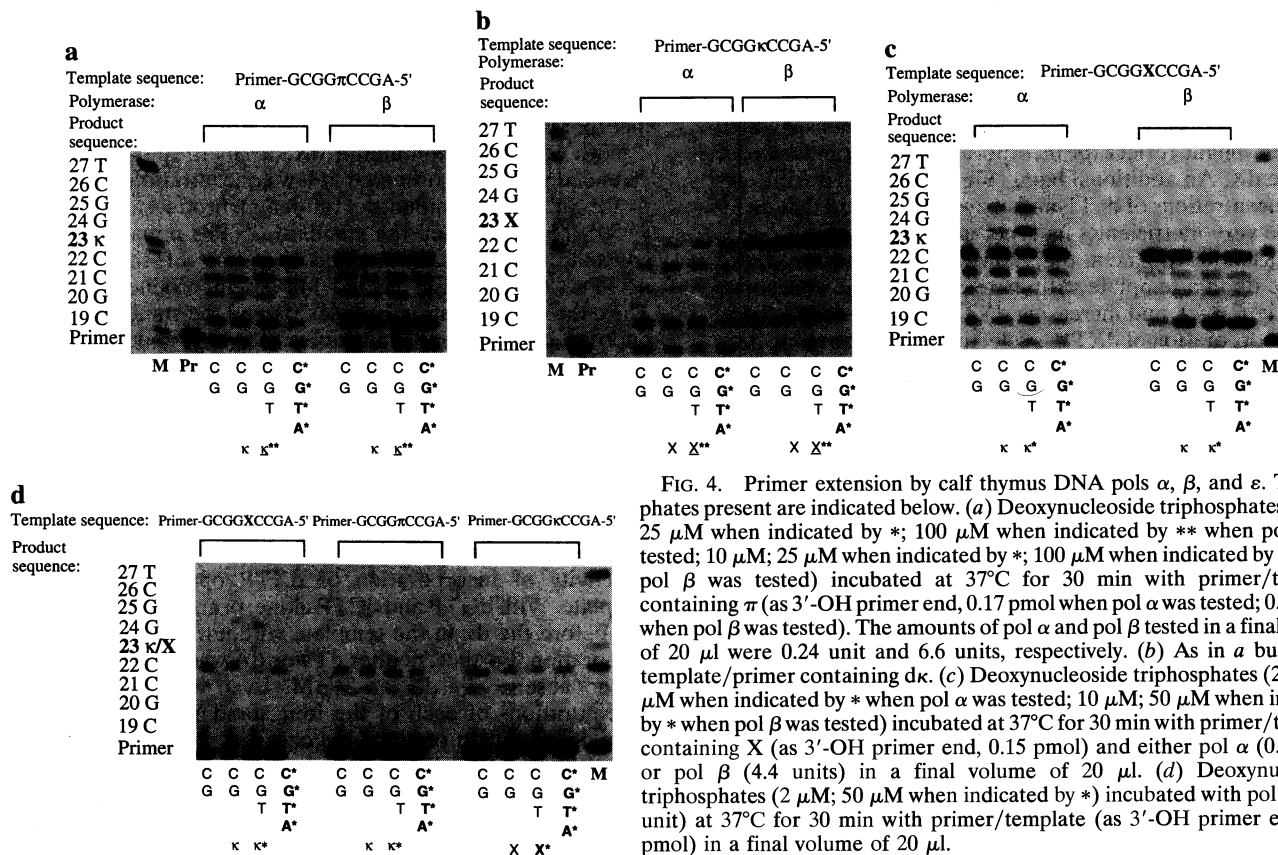 a
Template sequence: Primer-GCGGπCCGA-5'
Polymerase: α β
Product
sequence:
27 T
26 C
25 G
24 G
23 κ
22 C
21 C
20 G
19 C
Primer
M Pr C C C C* C C C C*
G G G G* G G G G*
T T* T T*
A* A*
κ κ** κ κ**
b
Template sequence: Primer-GCGGκCCGA-5'
Polymerase: α β
Product
sequence:
27 T
26 C
25 G
24 G
23 X
22 C
21 C
20 G
19 C
Primer
M Pr C C C C* C C C C*
G G G G* G G G G*
T T* T T*
A* A*
X X** X X**
c
Template sequence: Primer-GCGGXCCGA-5'
Polymerase: α β
Product
sequence:
27 T
26 C
25 G
24 G
23 κ
22 C
21 C
20 G
19 C
Primer
C C C C* C C C C* M
G G G G* G G G G*
T T* T T*
A* A*
κ κ* κ κ*
d
Template sequence: Primer-GCGGXCCGA-5' Primer-GCGGπCCGA-5' Primer-GCGGκCCGA-5'
Product
sequence:
27 T
26 C
25 G
24 G
23 κ/X
22 C
21 C
20 G
19 C
Primer
C C C C* C C C C* C C C C* M
G G G G* G G G G* G G G G*
T T* T T* T T*
A* A* A*
κ κ* κ κ* X X*
FIG. 4. Primer extension by calf thymus DNA pols α, β, and ε. T
phates present are indicated below. (a) Deoxynucleoside triphosphates
25 μM when indicated by *; 100 μM when indicated by ** when po
tested; 10 μM; 25 μM when indicated by *; 100 μM when indicated by
pol β was tested) incubated at 37°C for 30 min with primer/t
containing π (as 3'-OH primer end, 0.17 pmol when pol α was tested; 0.
when pol β was tested). The amounts of pol α and pol β tested in a final
of 20 μl were 0.24 unit and 6.6 units, respectively. (b) As in a bu
template/primer containing dκ. (c) Deoxynucleoside triphosphates (2
μM when indicated by * when pol α was tested; 10 μM; 50 μM when in
by * when pol β was tested) incubated at 37°C for 30 min with primer/t
containing X (as 3'-OH primer end, 0.15 pmol) and either pol α (0.
or pol β (4.4 units) in a final volume of 20 μl. (d) Deoxynu
triphosphates (2 μM; 50 μM when indicated by *) incubated with pol
unit) at 37°C for 30 min with primer/template (as 3'-OH primer e
pmol) in a final volume of 20 μl.